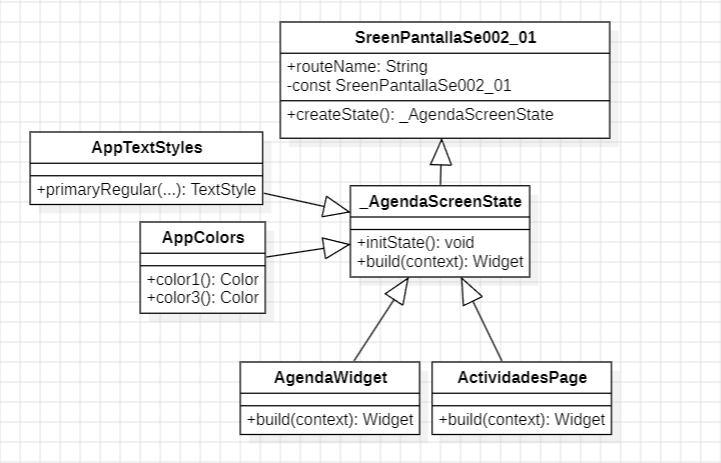 SreenPantallaSe002_01
+routeName: String
-const SreenPantallaSe002_01
+createState(): _AgendaScreenState
AppTextStyles
+primaryRegular(...): TextStyle
_AgendaScreenState
+initState(): void
+build(context): Widget
AppColors
+color1(): Color
+color3(): Color
AgendaWidget
+build(context): Widget
ActividadesPage
+build(context): Widget